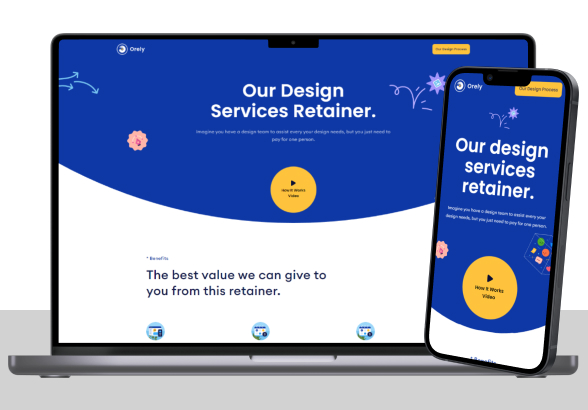 Orely
Our Design Process
Our Design
Services Retainer.
Imagine you have a design team to assist every your design needs, but you just need to
pay for one person.
How It Works
Video
* Benefits
The best value we can give to
you from this retainer.
Orely
Our Design Process
Our design
services
retainer.
Imagine you have a design team to assist every your
design needs, but you just need to pay for one person.
How It Works
Video
* Benefits